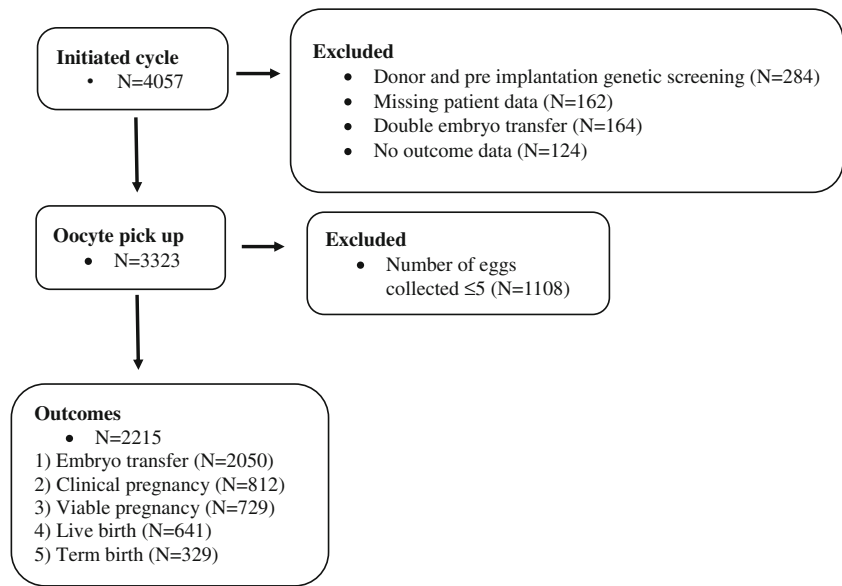 Initiated cycle
• N=4057
Excluded
• Donor and pre implantation genetic screening (N=284)
• Missing patient data (N=162)
• Double embryo transfer (N=164)
• No outcome data (N=124)
Oocyte pick up
• N=3323
Excluded
• Number of eggs
collected ≤5 (N=1108)
Outcomes
• N=2215
1) Embryo transfer (N=2050)
2) Clinical pregnancy (N=812)
3) Viable pregnancy (N=729)
4) Live birth (N=641)
5) Term birth (N=329)